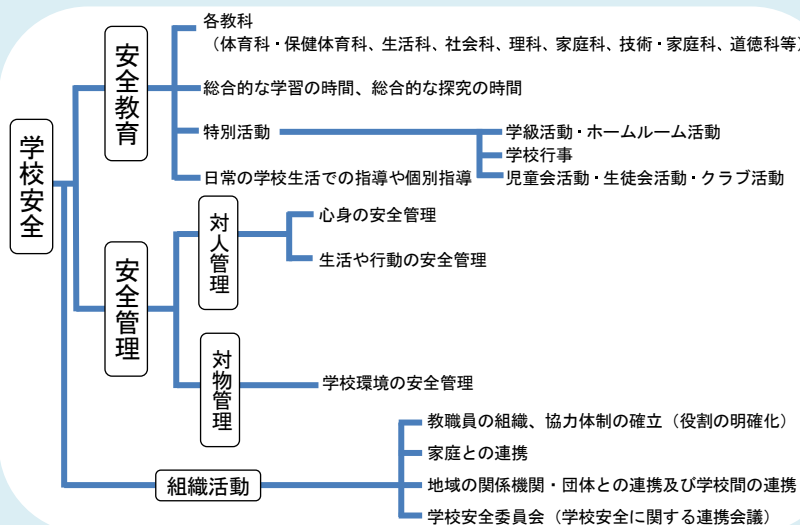 学校安全
安全教育
各教科
（体育科・保健体育科、生活科、社会科、理科、家庭科、技術・家庭科、道徳科等）
総合的な学習の時間、総合的な探究の時間
特別活動
学級活動・ホームルーム活動
学校行事
児童会活動・生徒会活動・クラブ活動
日常の学校生活での指導や個別指導
安全管理
対人管理
心身の安全管理
生活や行動の安全管理
対物管理
学校環境の安全管理
組織活動
教職員の組織、協力体制の確立（役割の明確化）
家庭との連携
地域の関係機関・団体との連携及び学校間の連携
学校安全委員会（学校安全に関する連携会議）